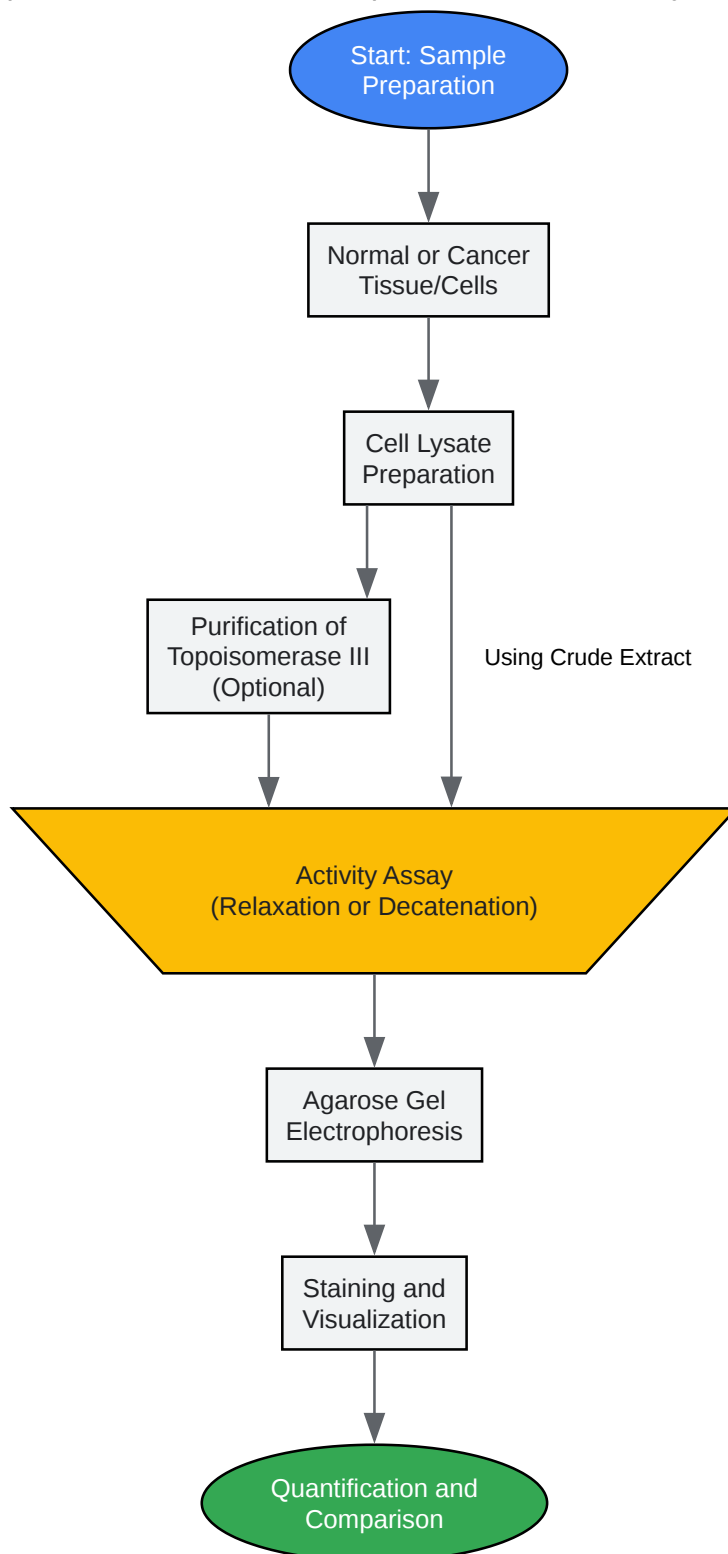 Start: Sample
Preparation
Normal or Cancer
Tissue/Cells
Cell Lysate
Preparation
Purification of
Topoisomerase III
(Optional)
Using Crude Extract
Activity Assay
(Relaxation or Decatenation)
Agarose Gel
Electrophoresis
Staining and
Visualization
Quantification and
Comparison